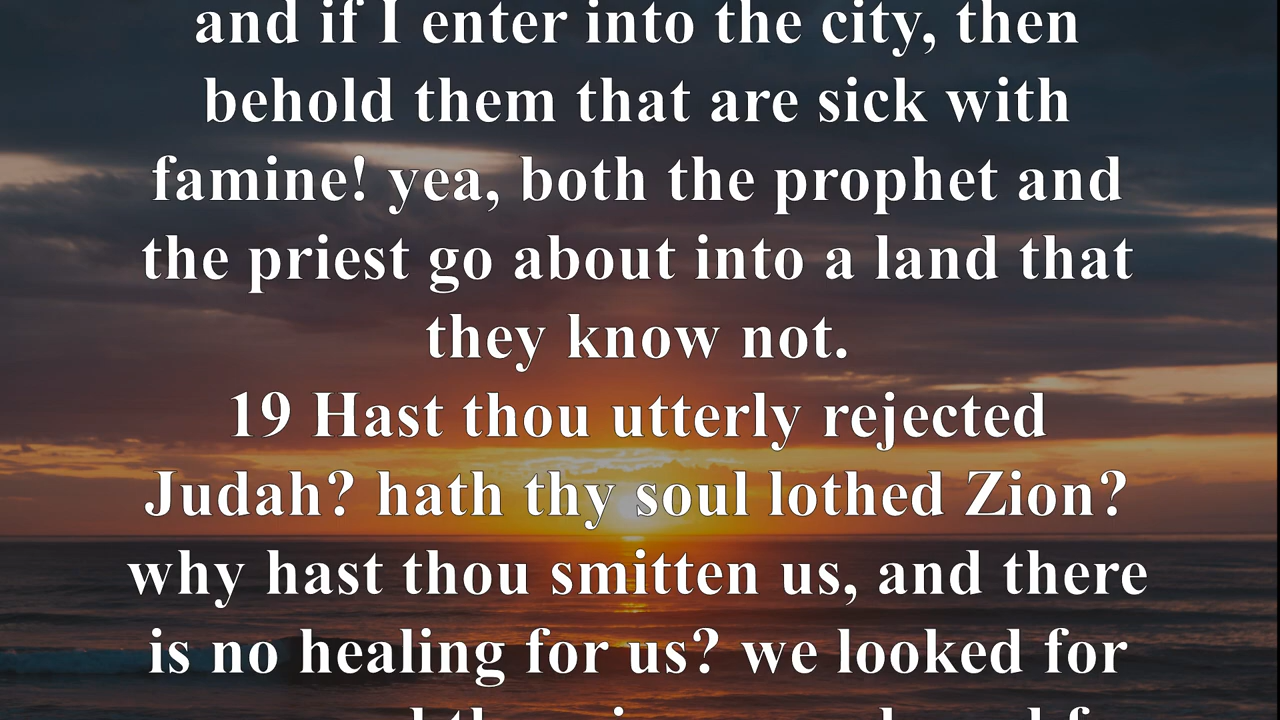 and if I enter into the city, then
behold them that are sick with
famine! yea, both the prophet and
the priest go about into a land that
they know not.
19 Hast thou utterly rejected
Judah? hath thy soul lothed Zion?
why hast thou smitten us, and there
is no healing for us? we looked for